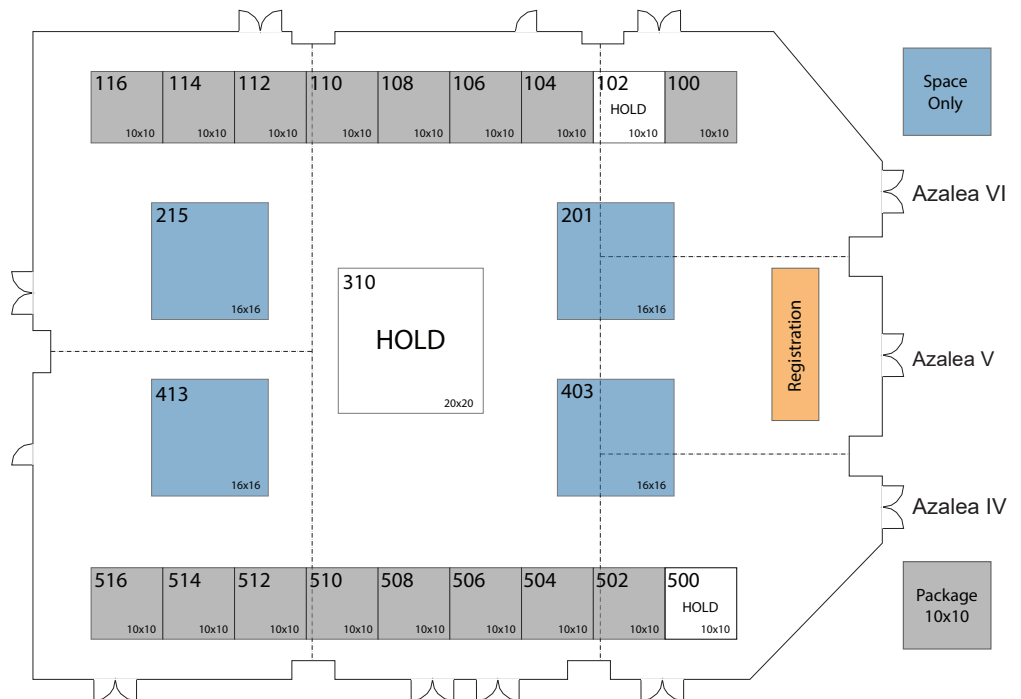 116
114
112
110
108
106
104
102
100
HOLD
10x10
10x10
10x10
10x10
10x10
10x10
10x10
10x10
10x10
Space
Only
Azalea VI
215
16x16
201
16x16
310
HOLD
20x20
Registration
Azalea V
413
16x16
403
16x16
Azalea IV
516
514
512
510
508
506
504
502
500
HOLD
10x10
10x10
10x10
10x10
10x10
10x10
10x10
10x10
10x10
Package
10x10